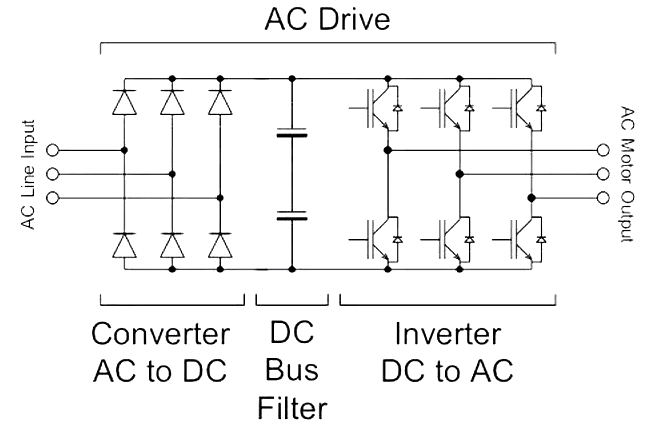 AC Drive
AC Line Input
AC Motor Output
Converter
AC to DC
DC
Bus
Filter
Inverter
DC to AC